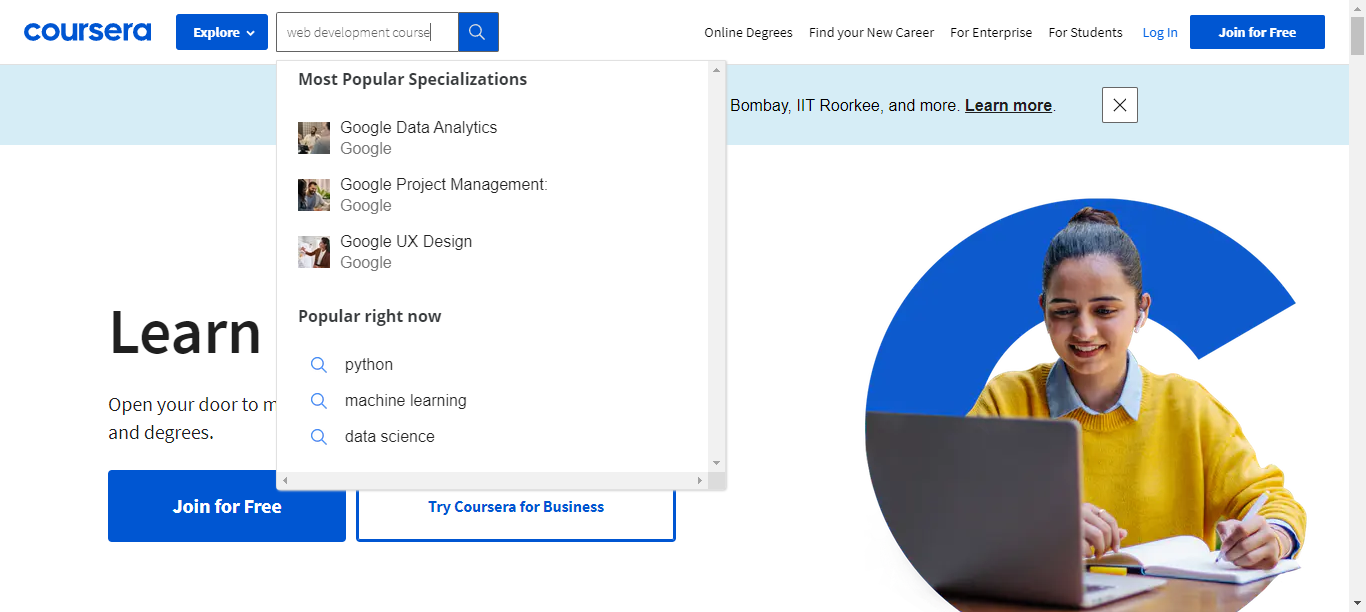 coursera
Explore
web development course
Online Degrees
Find your New Career
For Enterprise
For Students
Log In
Join for Free
Bombay, IIT Roorkee, and more. Learn more.
Most Popular Specializations
Google Data Analytics
Google
Google Project Management:
Google
Google UX Design
Google
Popular right now
python
machine learning
data science
Learn
Open your door to m
and degrees.
Join for Free
Try Coursera for Business